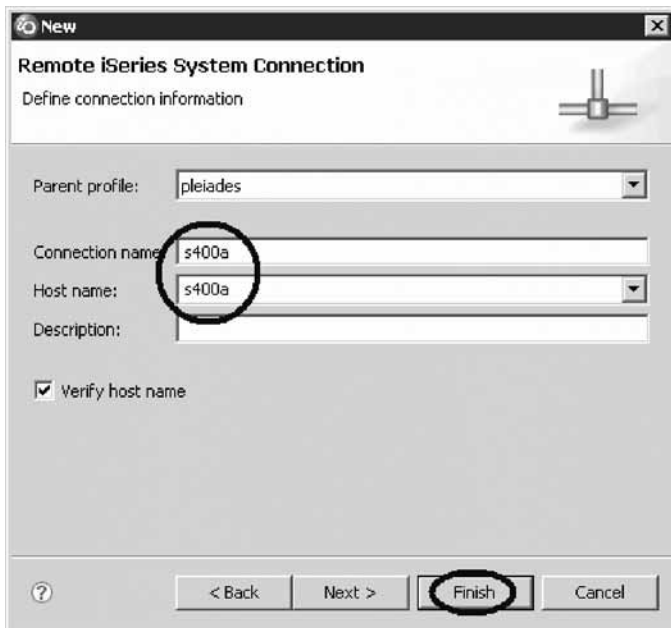 New
Remote iSeries System Connection
Define connection information
Parent profile: pleiades
Connection name s400a
Host name: s400a
Description:
Verify host name
? < Back Next > Finish Cancel